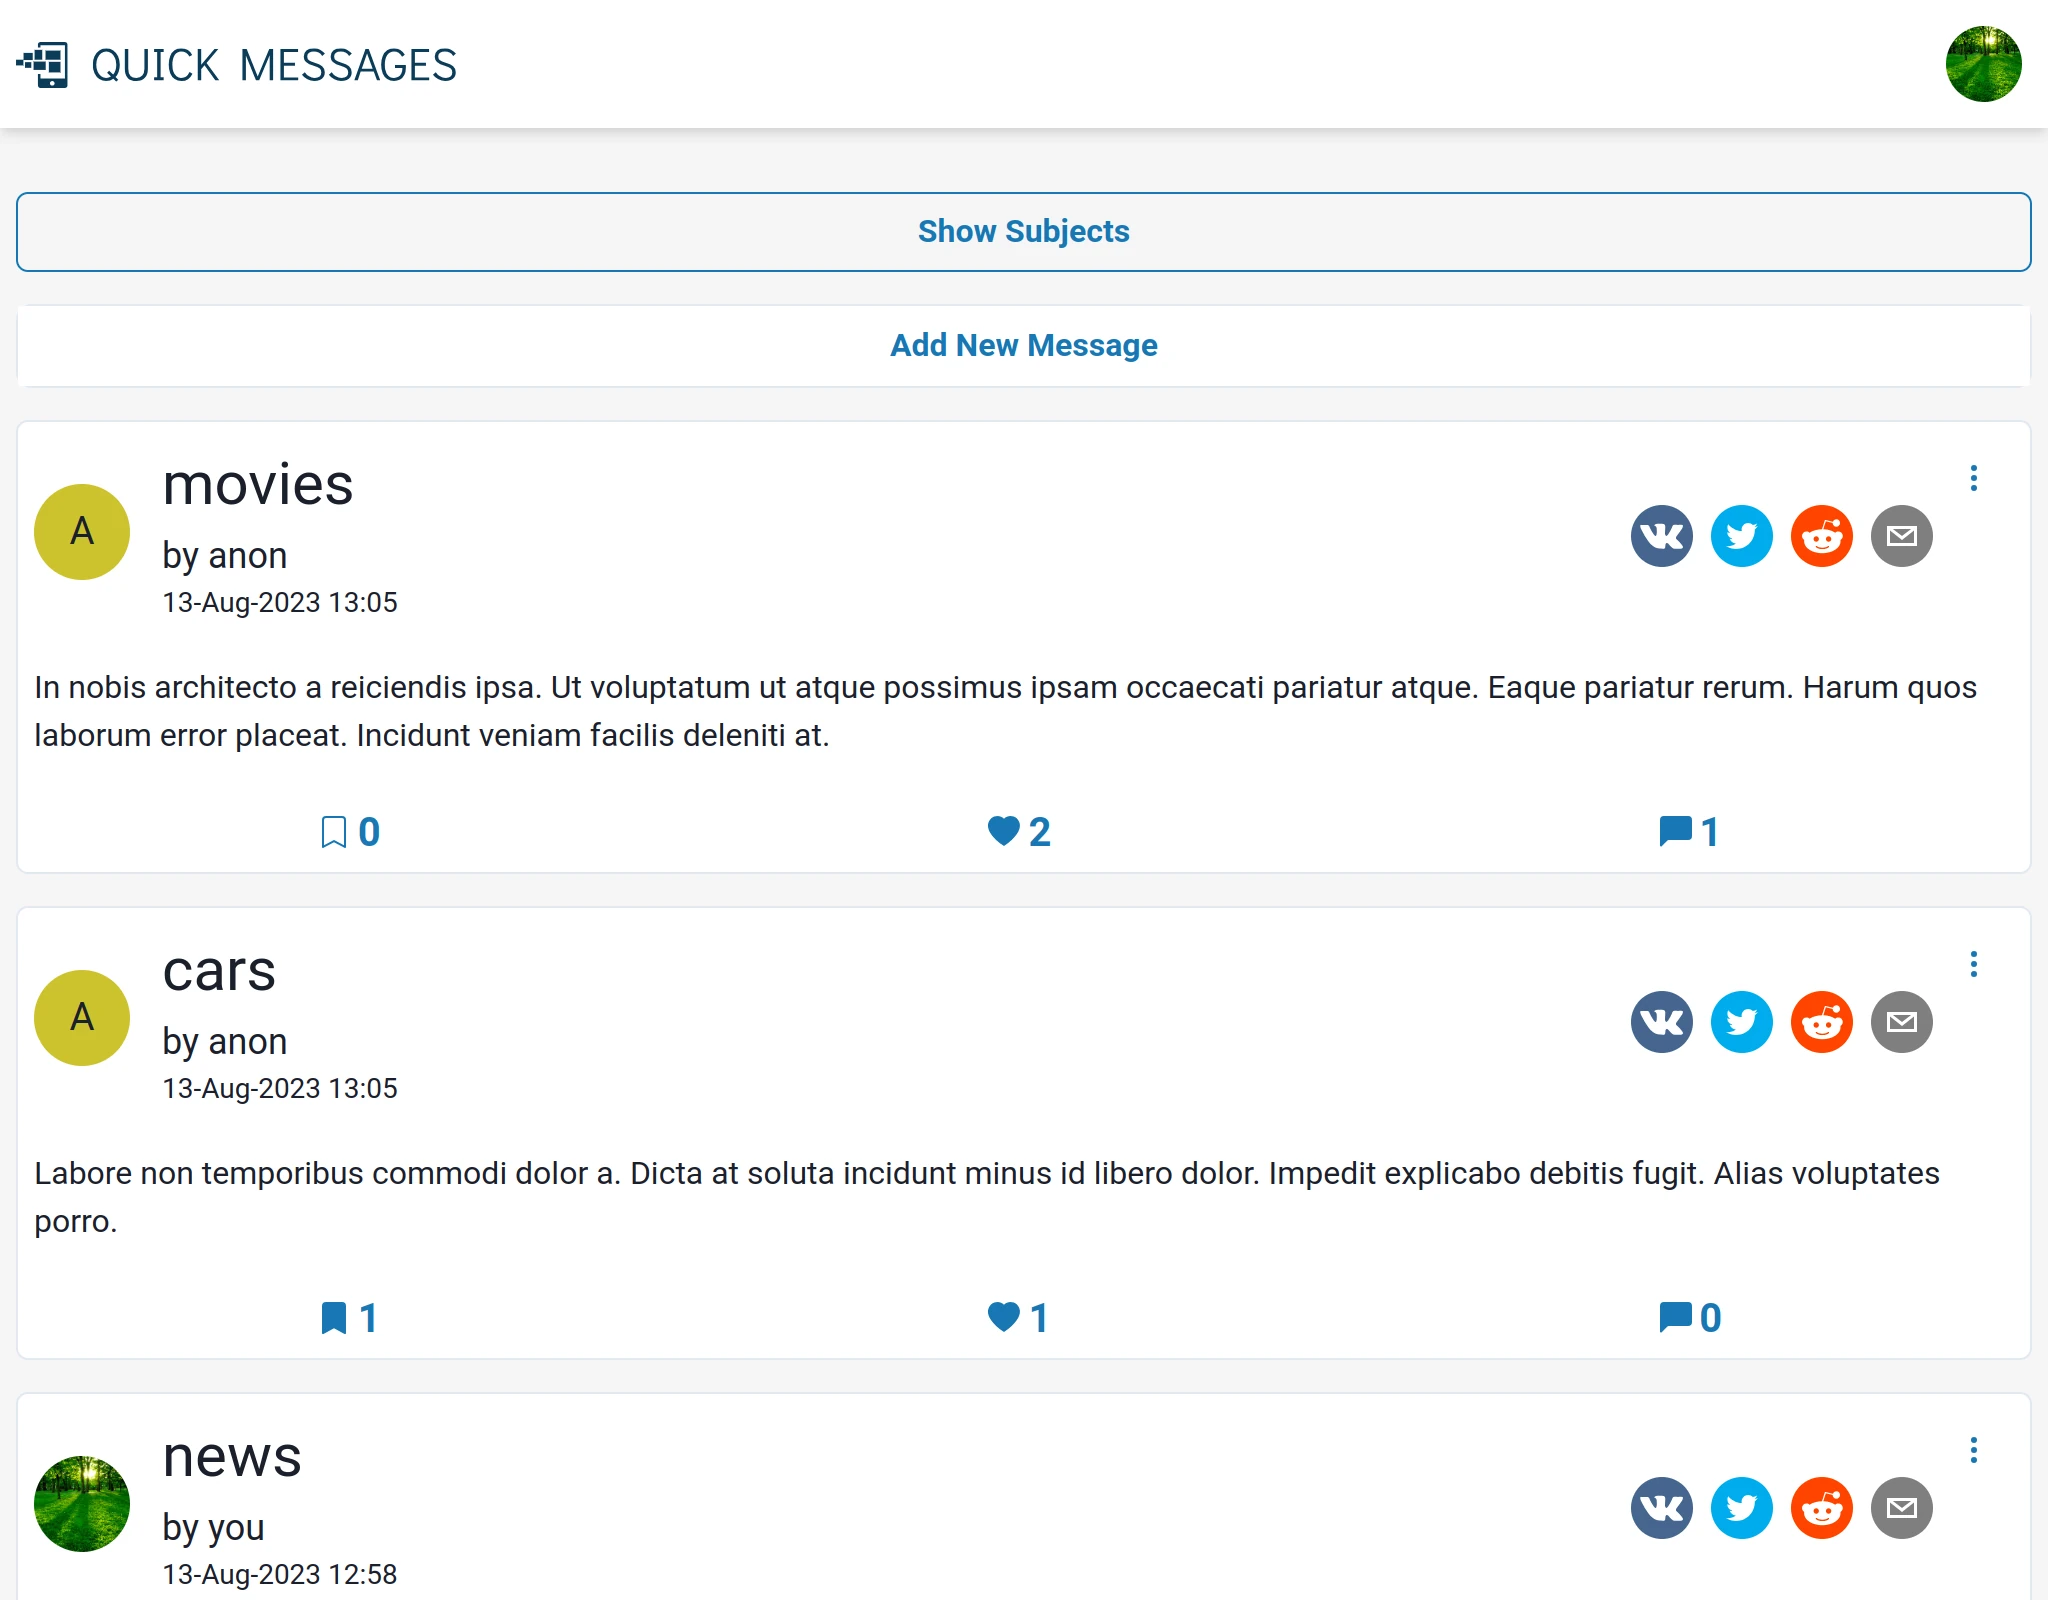 QUICK MESSAGES
Show Subjects
Add New Message
movies
A
by anon
13-Aug-2023 13:05
In nobis architecto a reiciendis ipsa. Ut voluptatum ut atque possimus ipsam occaecati pariatur atque. Eaque pariatur rerum. Harum quos
laborum error placeat. Incidunt veniam facilis deleniti at.
0 2 1
cars
A
by anon
13-Aug-2023 13:05
Labore non temporibus commodi dolor a. Dicta at soluta incidunt minus id libero dolor. Impedit explicabo debitis fugit. Alias voluptates
porro.
1 1 0
news
by you
13-Aug-2023 12:58